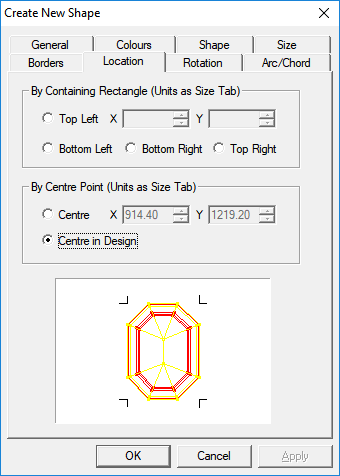 Create New Shape
General Colours Shape Size
Borders Location Rotation Arc/Chord
By Containing Rectangle (Units as Size Tab)
Top Left X Y
Bottom Left Bottom Right Top Right
By Centre Point (Units as Size Tab)
Centre X 914.40 Y 1219.20
Centre in Design
OK Cancel Apply